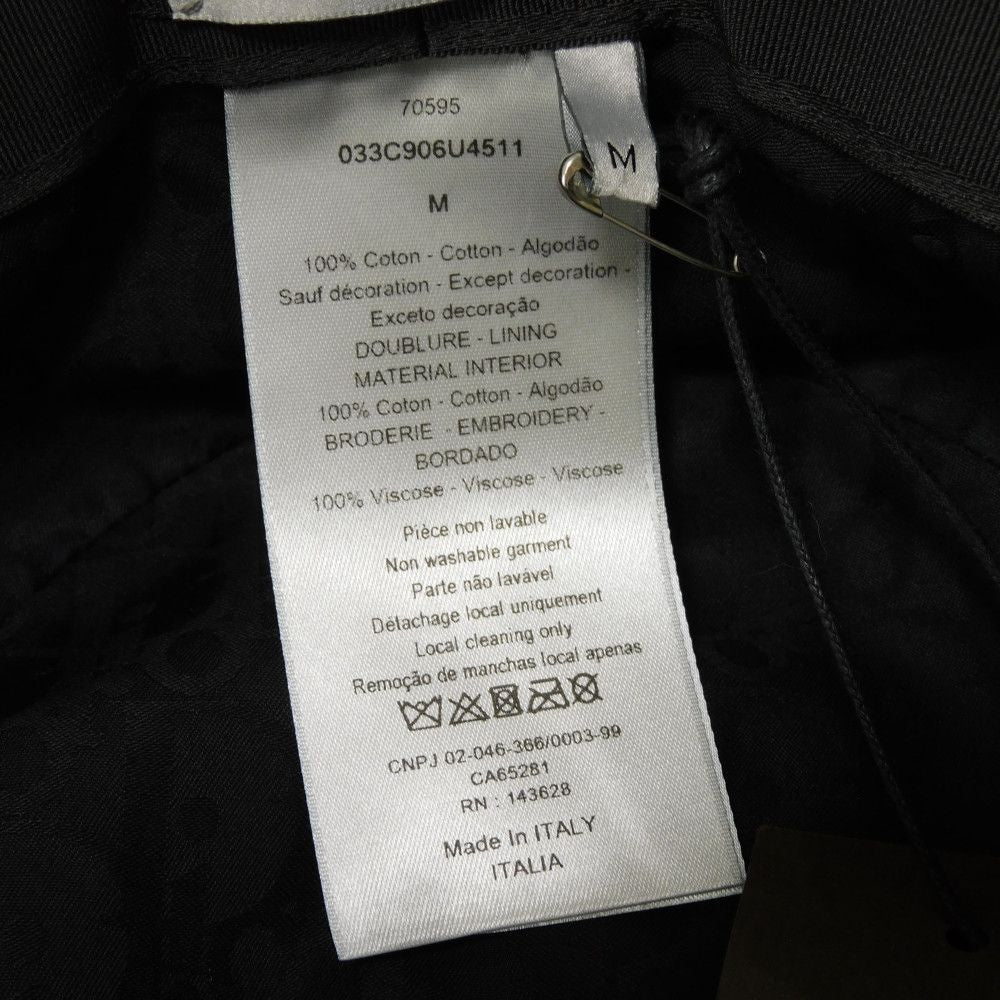 70595
033C906U4511
M
M
100% Coton - Cotton - Algodão
Sauf décoration - Except decoration -
Exceto decoração
DOUBLURE - LINING
MATERIAL INTERIOR
100% Coton - Cotton - Algodão
BRODERIE - EMBROIDERY -
BORDADO
100% Viscose - Viscose - Viscose
Pièce non lavable
Non washable garment
Parte não lavável
Détachage local uniquement
Local cleaning only
Remoção de manchas local apenas
CNPJ 02-046-366/0003-99
CA65281
RN : 143628
Made In ITALY
ITALIA